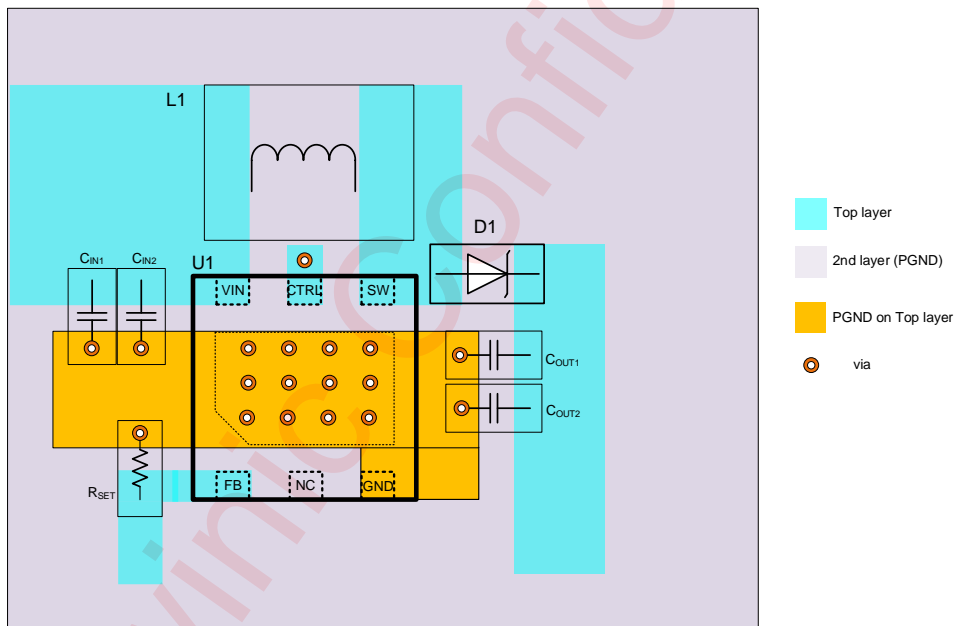 L1
D1
Top layer
2nd layer (PGND)
PGND on Top layer
via
CIN1
CIN2
U1
VIN
CTRL
SW
COUT1
COUT2
RSET
FB
NC
GND